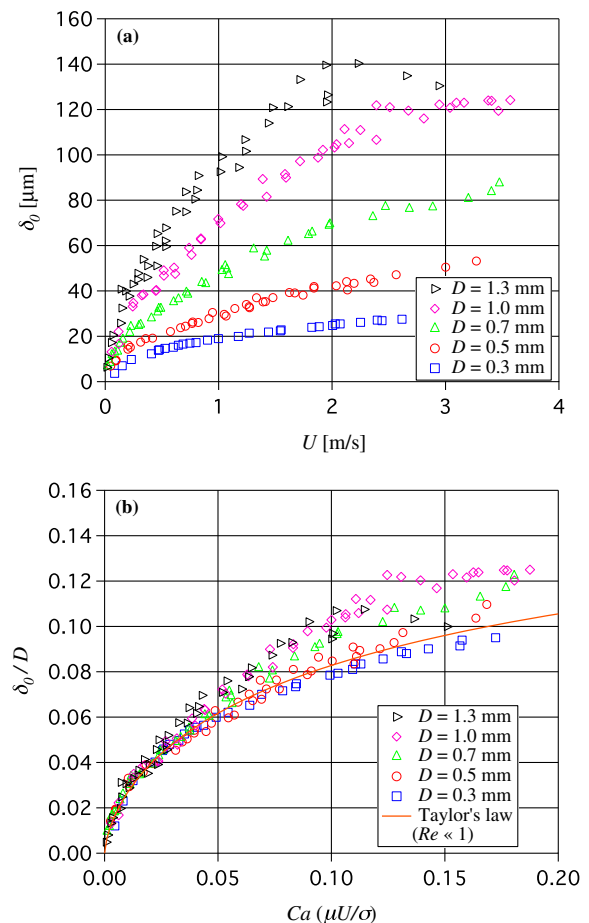 (a)
160
140
120
100
80
60
40
20
0
δ0 [µm]
0
1
2
3
4
U [m/s]
D = 1.3 mm
D = 1.0 mm
D = 0.7 mm
D = 0.5 mm
D = 0.3 mm
(b)
0.16
0.14
0.12
0.10
0.08
0.06
0.04
0.02
0.00
δ0 / D
0.00
0.05
0.10
0.15
0.20
Ca (µU/σ)
D = 1.3 mm
D = 1.0 mm
D = 0.7 mm
D = 0.5 mm
D = 0.3 mm
Taylor's law
(Re « 1)